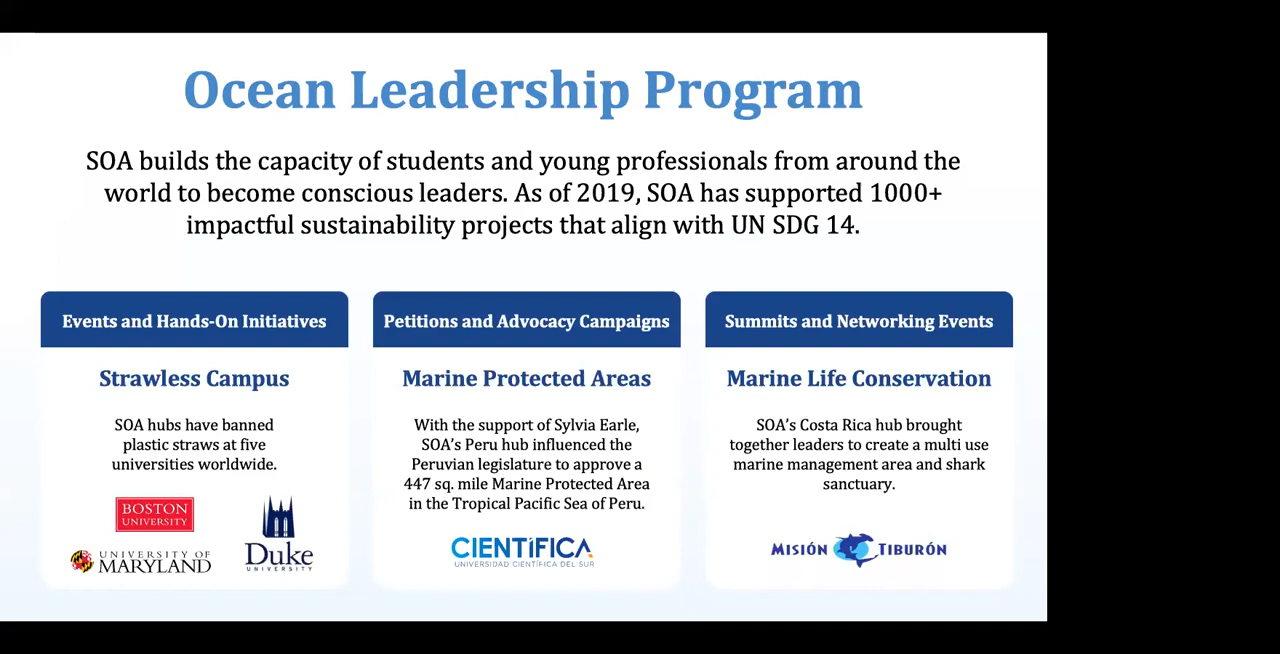 Ocean Leadership Program
SOA builds the capacity of students and young professionals from around the
world to become conscious leaders. As of 2019, SOA has supported 1000+
impactful sustainability projects that align with UN SDG 14.
Events and Hands-On Initiatives
Strawless Campus
SOA hubs have banned
plastic straws at five
universities worldwide.
BOSTON
UNIVERSITY
UNIVERSITY OF
MARYLAND
Duke
UNIVERSITY
Petitions and Advocacy Campaigns
Marine Protected Areas
With the support of Sylvia Earle,
SOA's Peru hub influenced the
Peruvian legislature to approve a
447 sq. mile Marine Protected Area
in the Tropical Pacific Sea of Peru.
CIENTÍFICA
UNIVERSIDAD CIENTÍFICA DEL SUR
Summits and Networking Events
Marine Life Conservation
SOA's Costa Rica hub brought
together leaders to create a multi use
marine management area and shark
sanctuary.
MISIÓN TIBURÓN